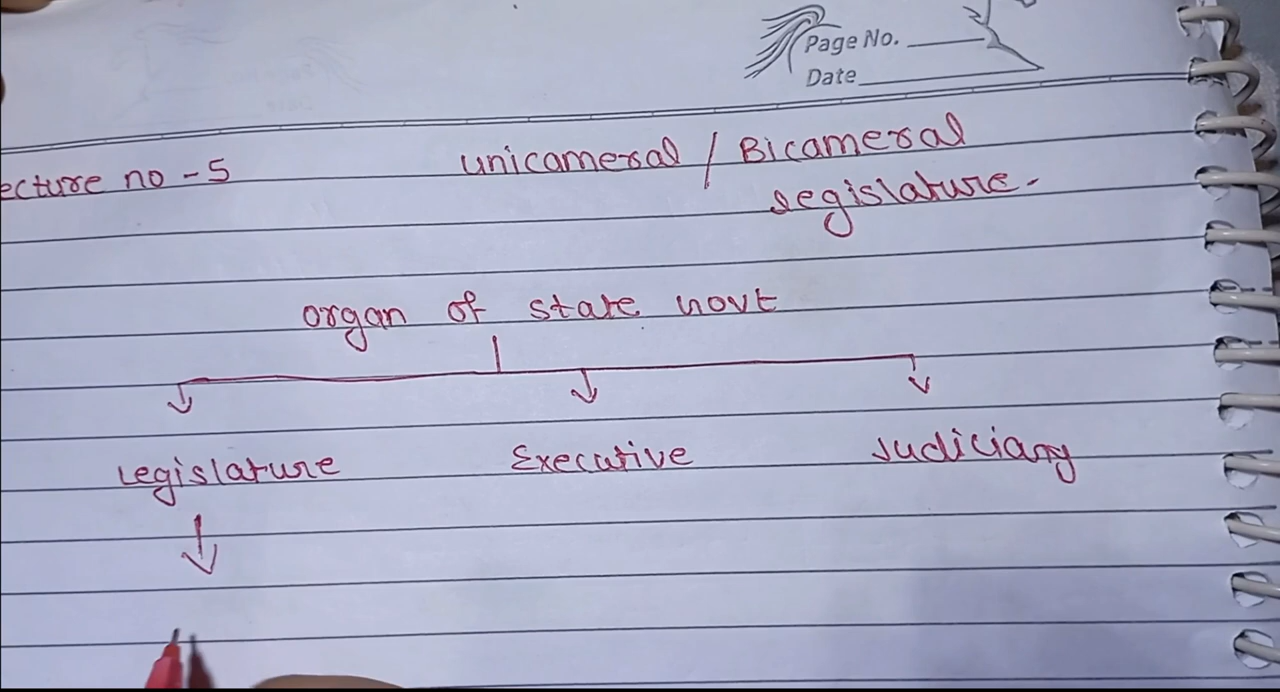 Page No.
Date
ecture no - 5
unicameral / Bicameral
legislature.
organ of state Govt
Legislature Executive Judiciary